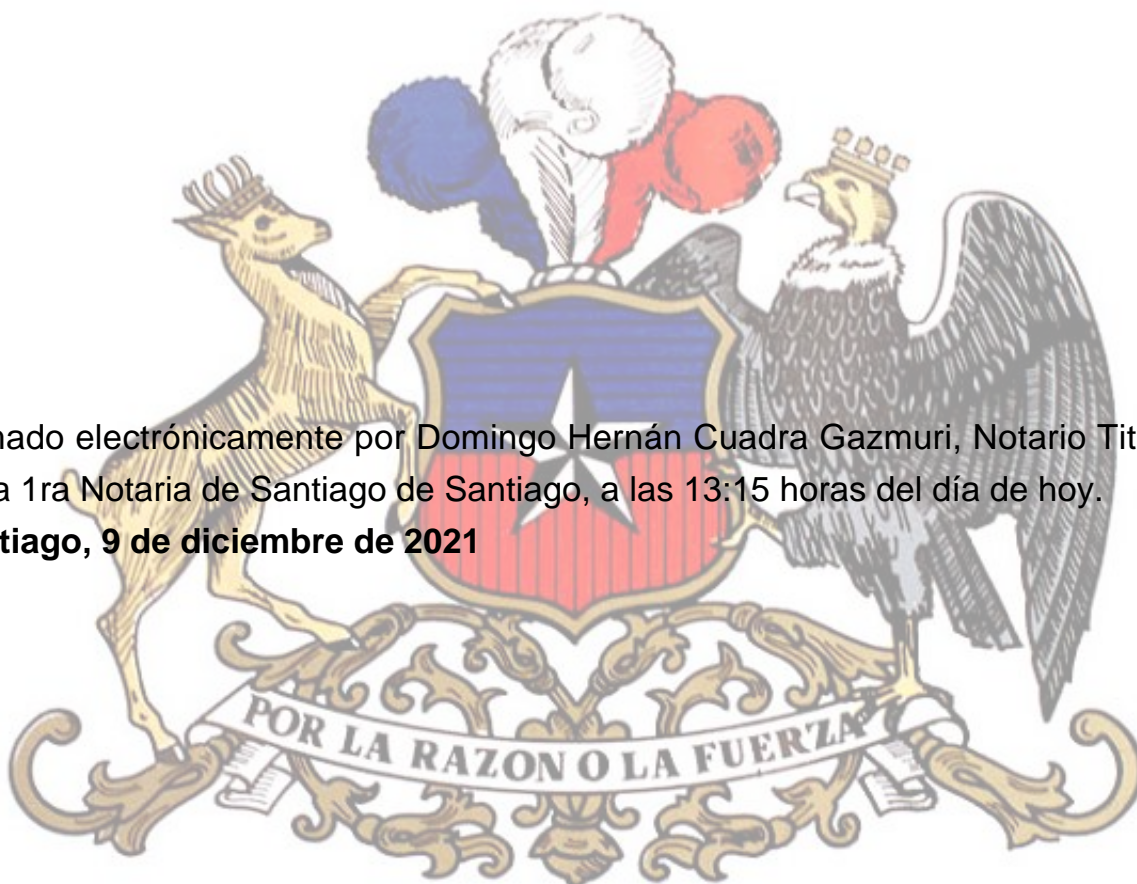 nado electrónicamente por Domingo Hernán Cuadra Gazmuri, Notario Tit
a 1ra Notaria de Santiago de Santiago, a las 13:15 horas del día de hoy.
tiago, 9 de diciembre de 2021
POR LA RAZON O LA FUERZA